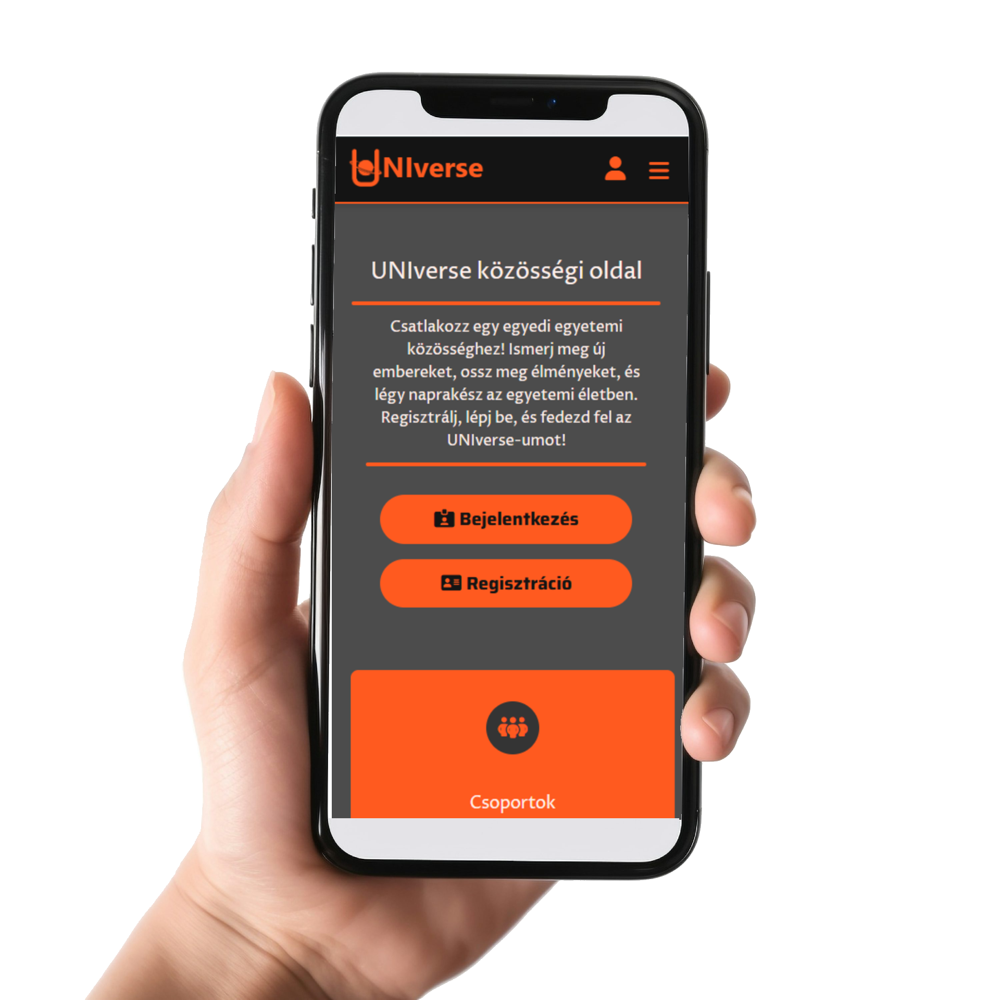 UNIverse
UNIverse közösségi oldal
Csatlakozz egy egyedi egyetemi
közösséghez! Ismerj meg új
embereket, ossz meg élményeket, és
légy naprakész az egyetemi életben.
Regisztrálj, lépj be, és fedezd fel az
UNIverse-umot!
Bejelentkezés
Regisztráció
Csoportok